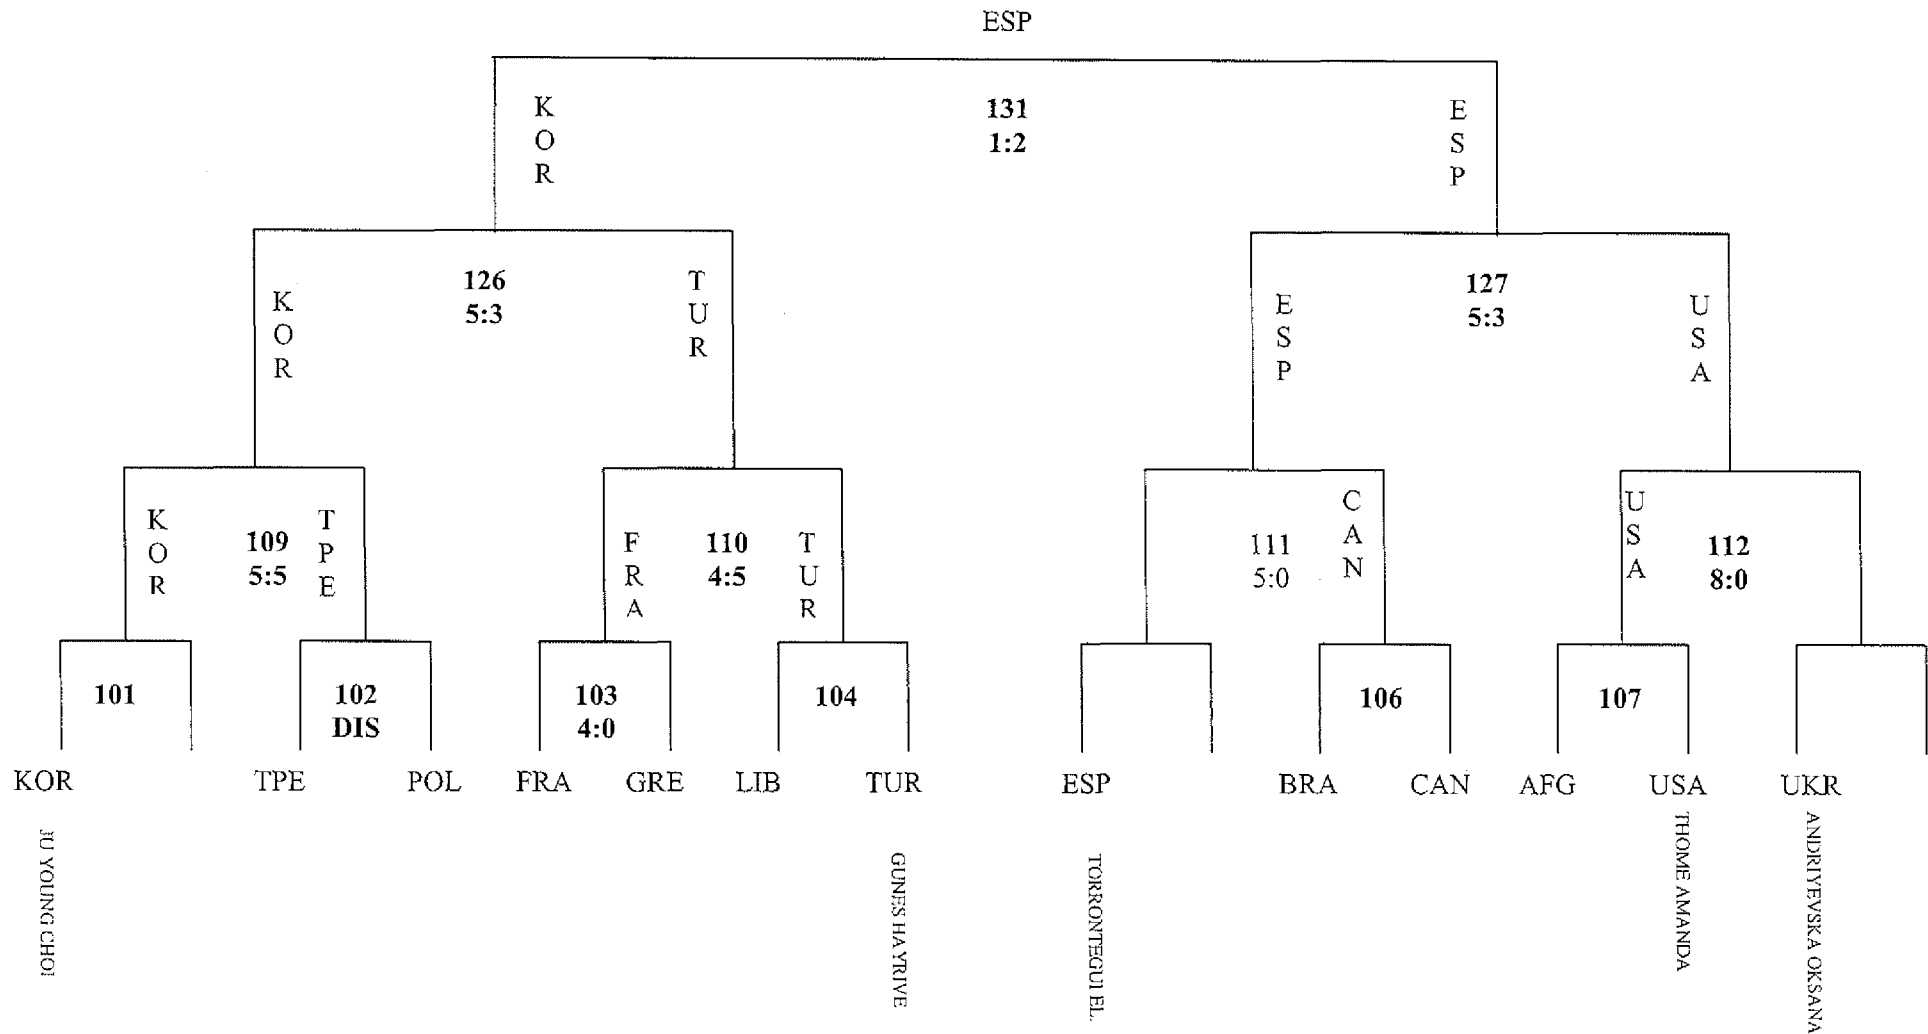 ESP
KOR
131
1:2
ESP
KOR
126
5:3
TUR
ESP
127
5:3
USA
KOR
109
5:5
TPE
FRA
110
4:5
TUR
111
5:0
CAN
USA
112
8:0
101
102
DIS
103
4:0
104
106
107
KOR
TPE
POL
FRA
GRE
LIB
TUR
ESP
BRA
CAN
AFG
USA
UKR
JU YOUNG CHOI
GUNES HAYRIVE
TORRONTEGUI EL.
THOME AMANDA
ANDRIYEVSKA OKSANA